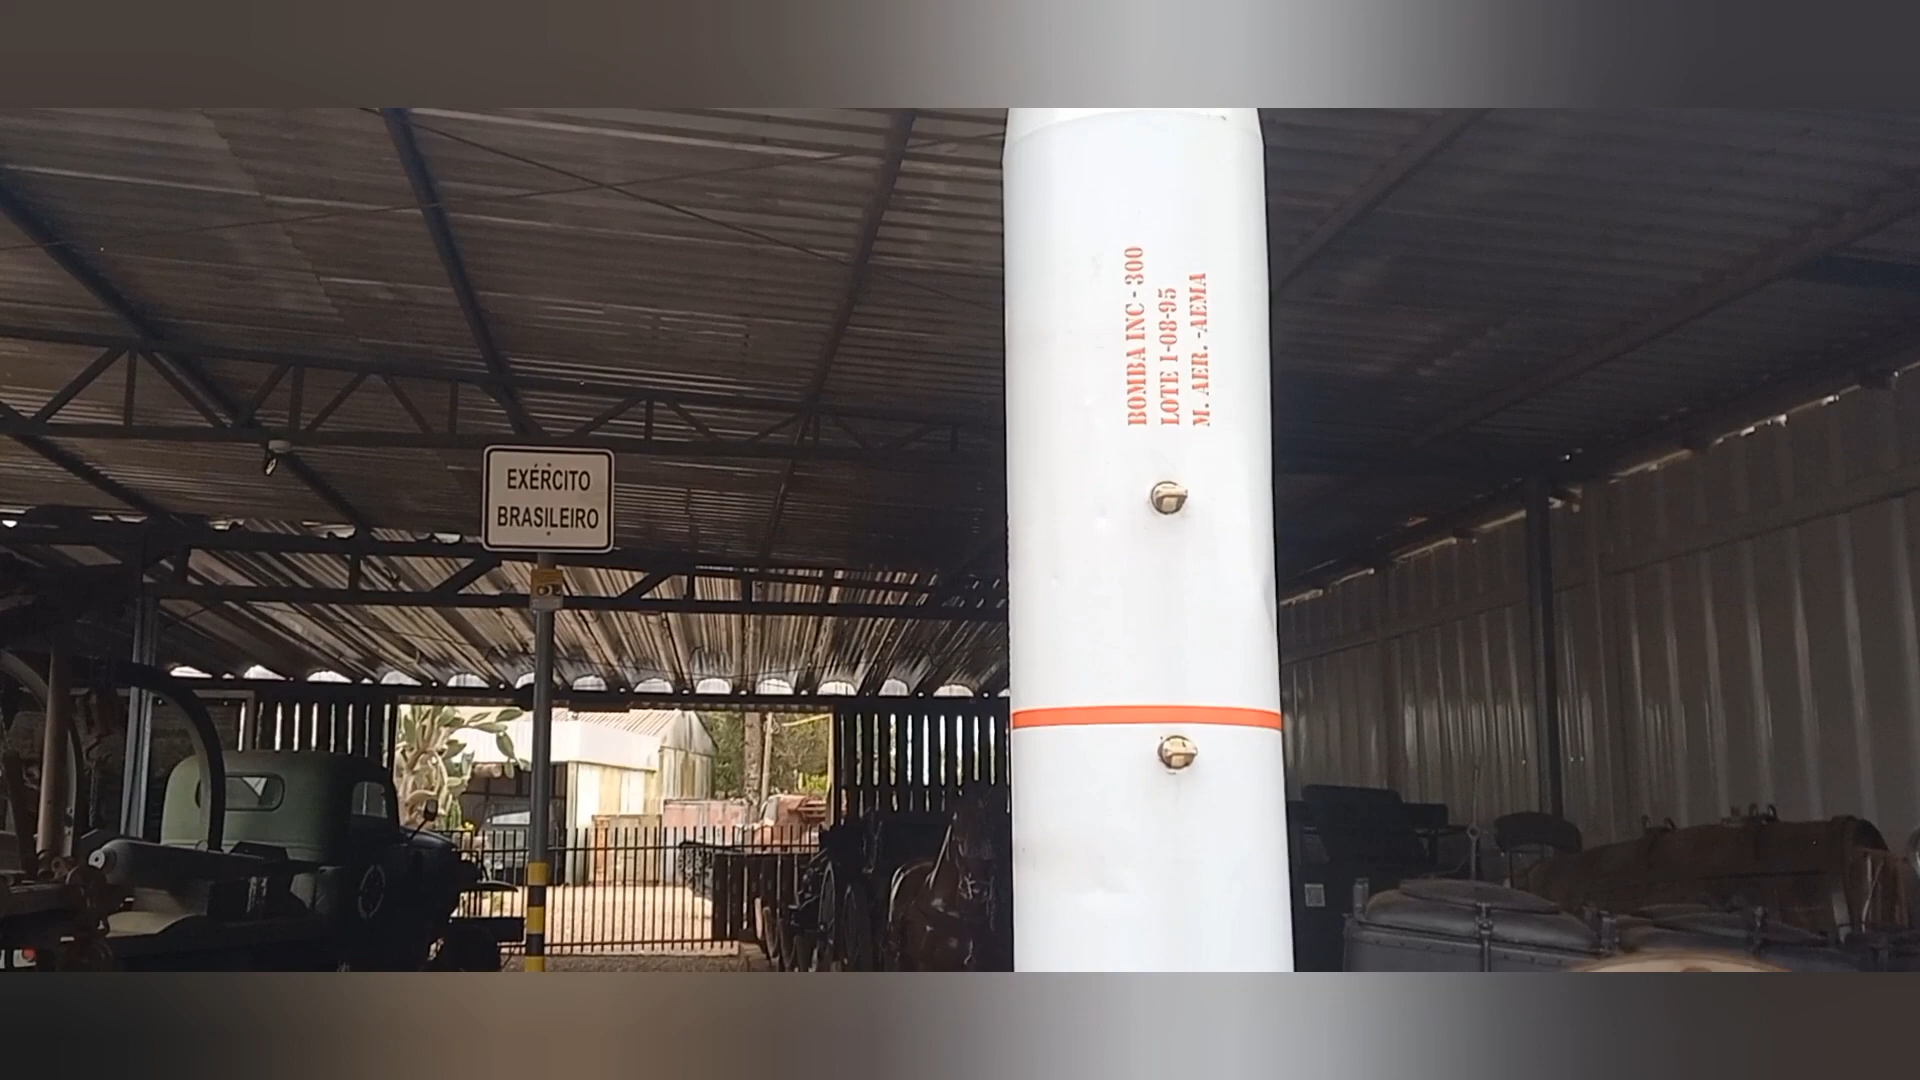 EXÉRCITO
BRASILEIRO
BOMBA INC - 300
LOTE 1-08-95
M. AER. -AEMA